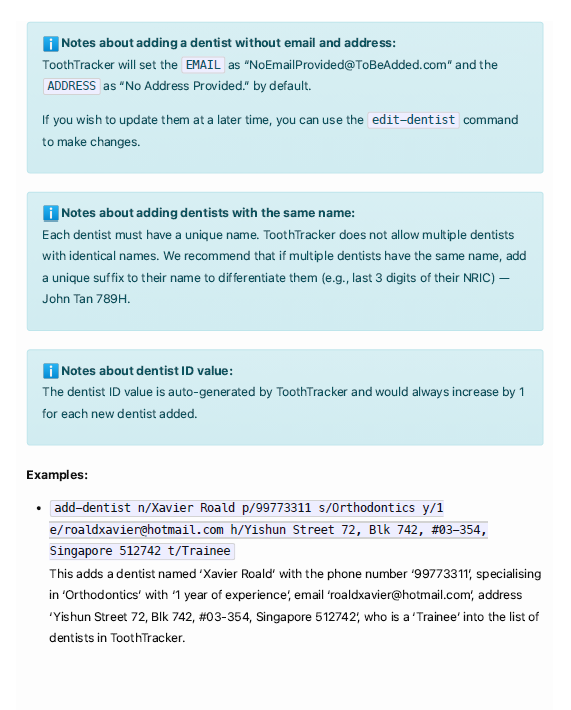 ℹ️ Notes about adding a dentist without email and address:
ToothTracker will set the EMAIL as “NoEmailProvided@ToBeAdded.com” and the
ADDRESS as “No Address Provided.” by default.
If you wish to update them at a later time, you can use the edit-dentist command
to make changes.
ℹ️ Notes about adding dentists with the same name:
Each dentist must have a unique name. ToothTracker does not allow multiple dentists
with identical names. We recommend that if multiple dentists have the same name, add
a unique suffix to their name to differentiate them (e.g., last 3 digits of their NRIC) —
John Tan 789H.
ℹ️ Notes about dentist ID value:
The dentist ID value is auto-generated by ToothTracker and would always increase by 1
for each new dentist added.
Examples:
• add-dentist n/Xavier Roald p/99773311 s/Orthodontics y/1
e/roaldxavier@hotmail.com h/Yishun Street 72, Blk 742, #03-354,
Singapore 512742 t/Trainee
This adds a dentist named ‘Xavier Roald’ with the phone number ‘99773311’, specialising
in ‘Orthodontics’ with ‘1 year of experience’, email ‘roaldxavier@hotmail.com’, address
‘Yishun Street 72, Blk 742, #03-354, Singapore 512742’, who is a ‘Trainee’ into the list of
dentists in ToothTracker.